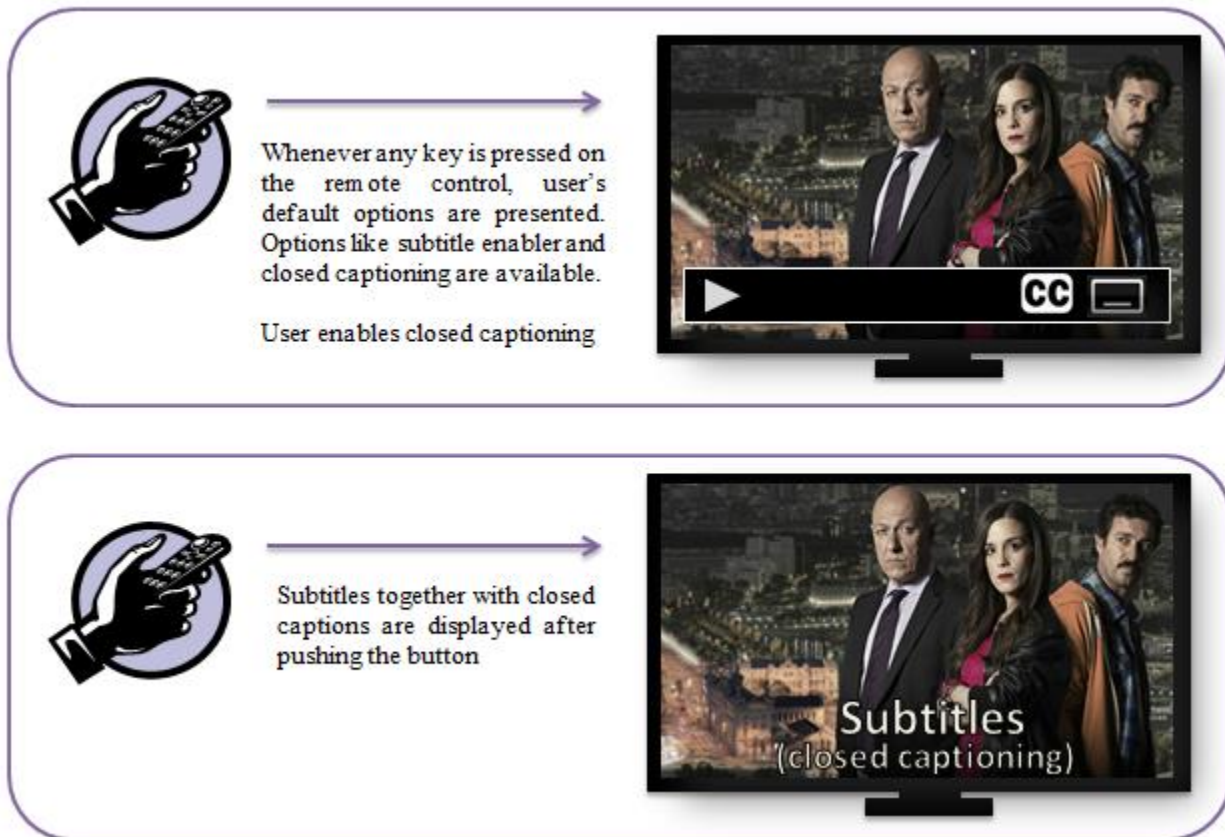 Whenever any key is pressed on
the remote control, user's
default options are presented.
Options like subtitle enabler and
closed captioning are available.
User enables closed captioning
CC
Subtitles together with closed
captions are displayed after
pushing the button
Subtitles
(closed captioning)